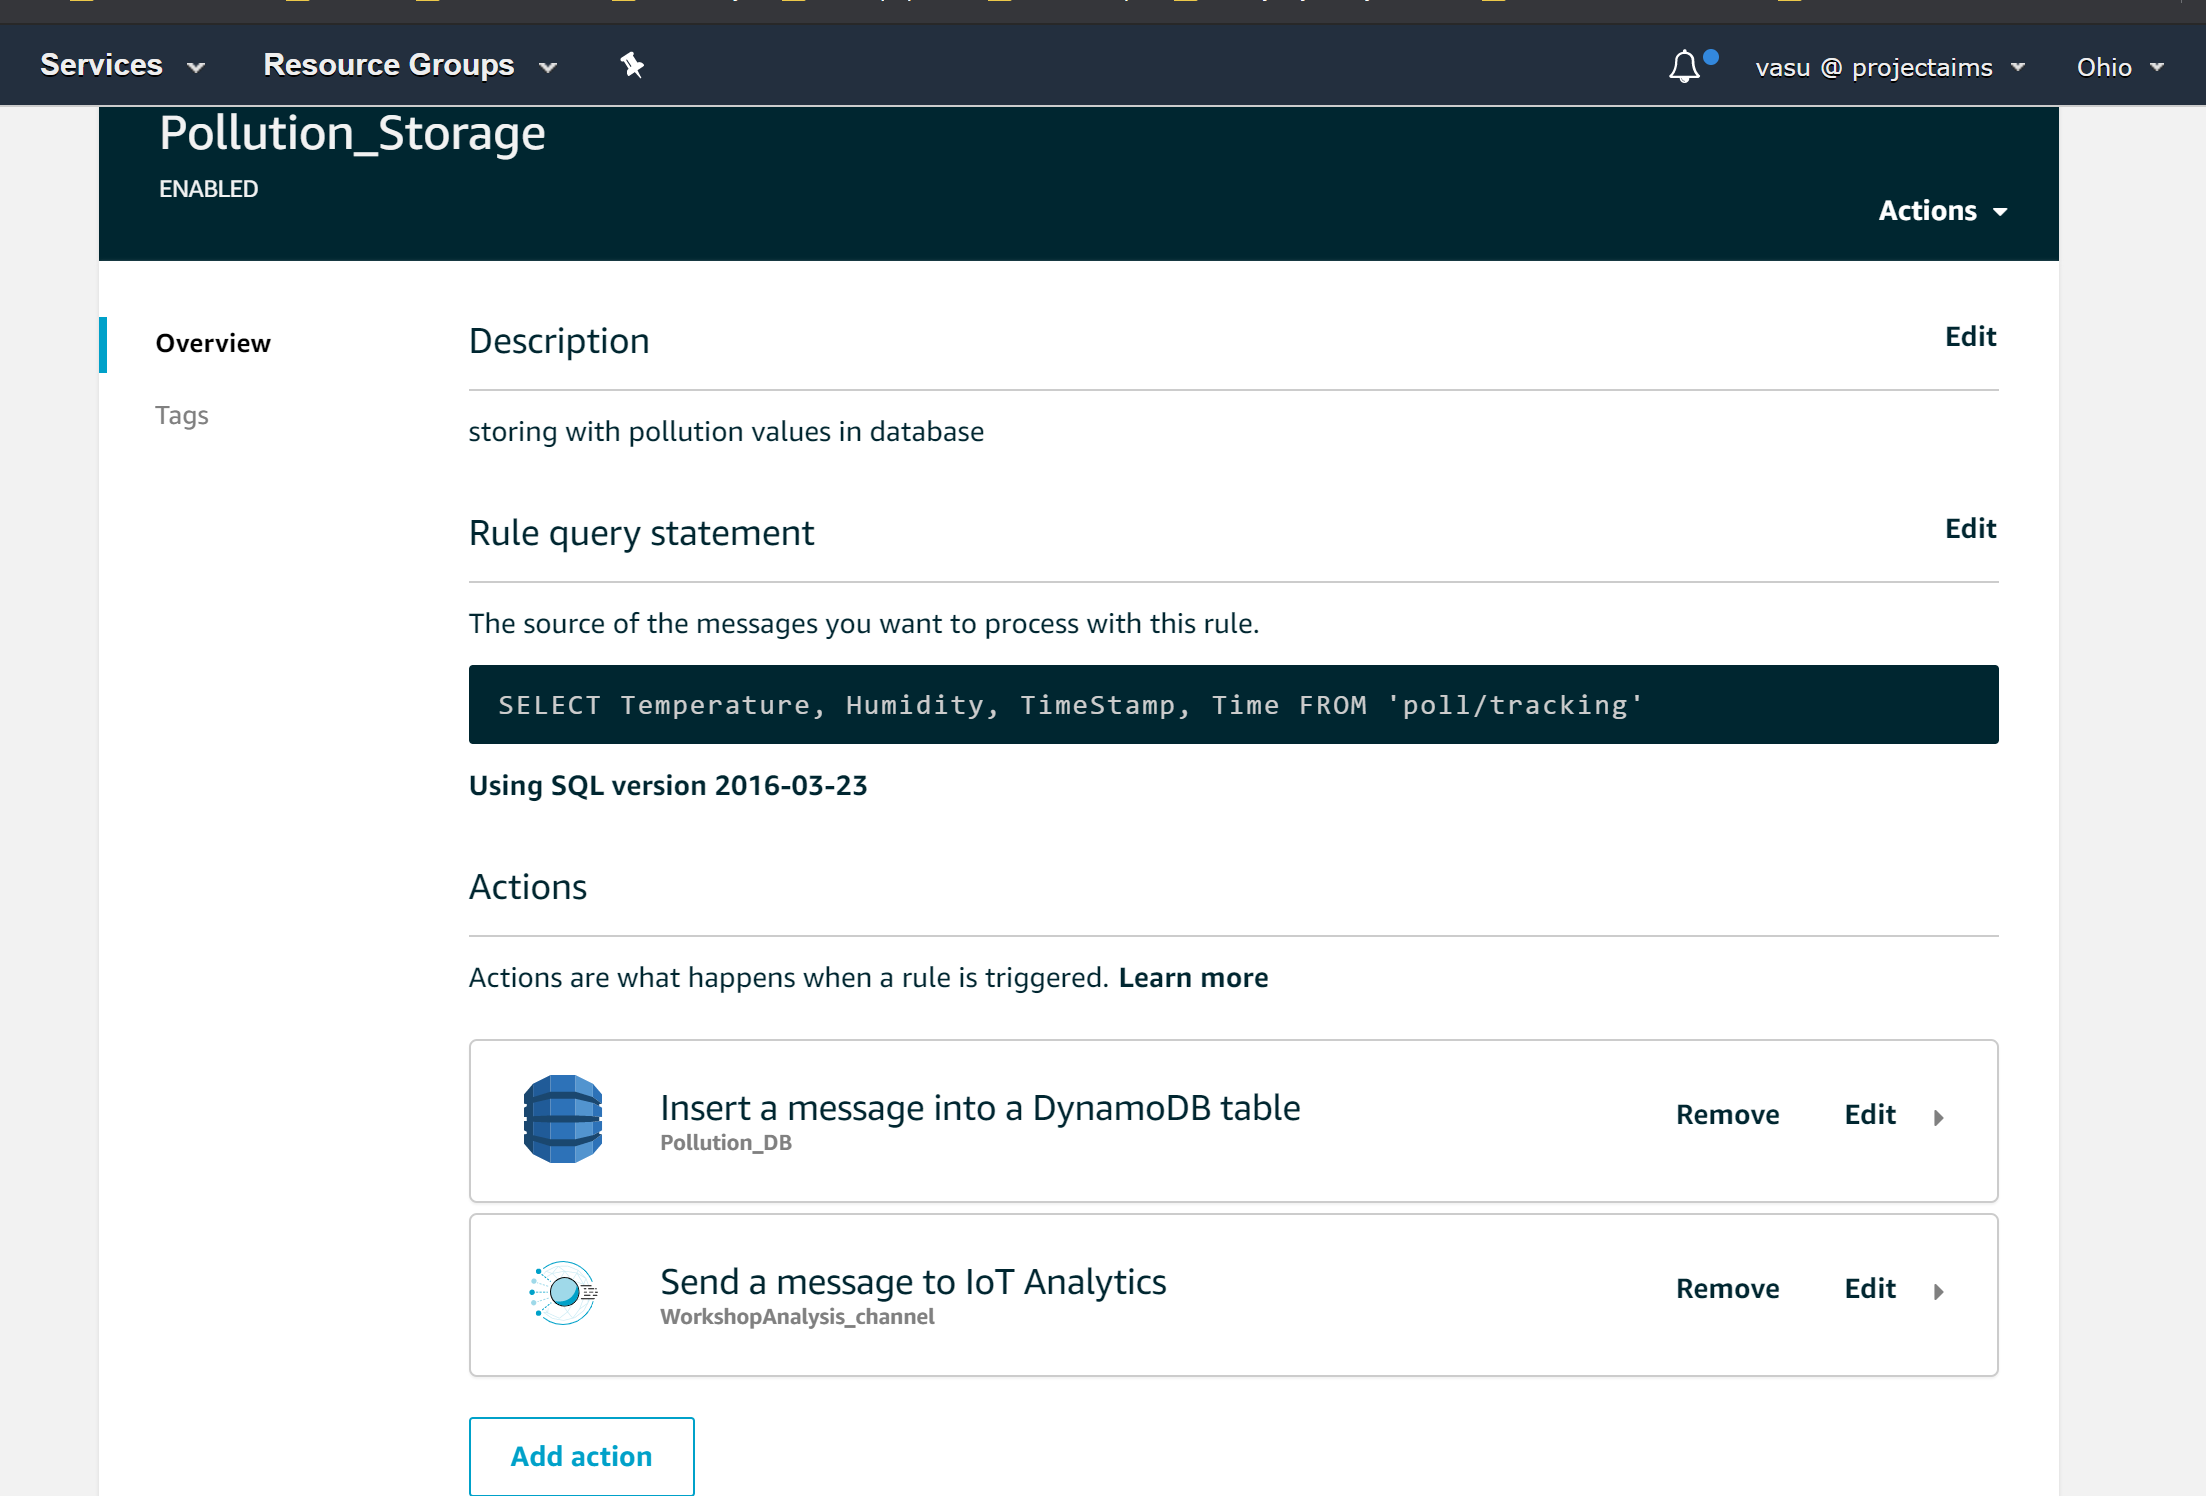 Services Resource Groups vasu @ projectaims Ohio
Pollution_Storage
ENABLED
Actions
Overview
Tags
Description Edit
storing with pollution values in database
Rule query statement Edit
The source of the messages you want to process with this rule.
SELECT Temperature, Humidity, TimeStamp, Time FROM 'poll/tracking'
Using SQL version 2016-03-23
Actions
Actions are what happens when a rule is triggered. Learn more
Insert a message into a DynamoDB table Remove Edit
Pollution_DB
Send a message to IoT Analytics Remove Edit
WorkshopAnalysis_channel
Add action